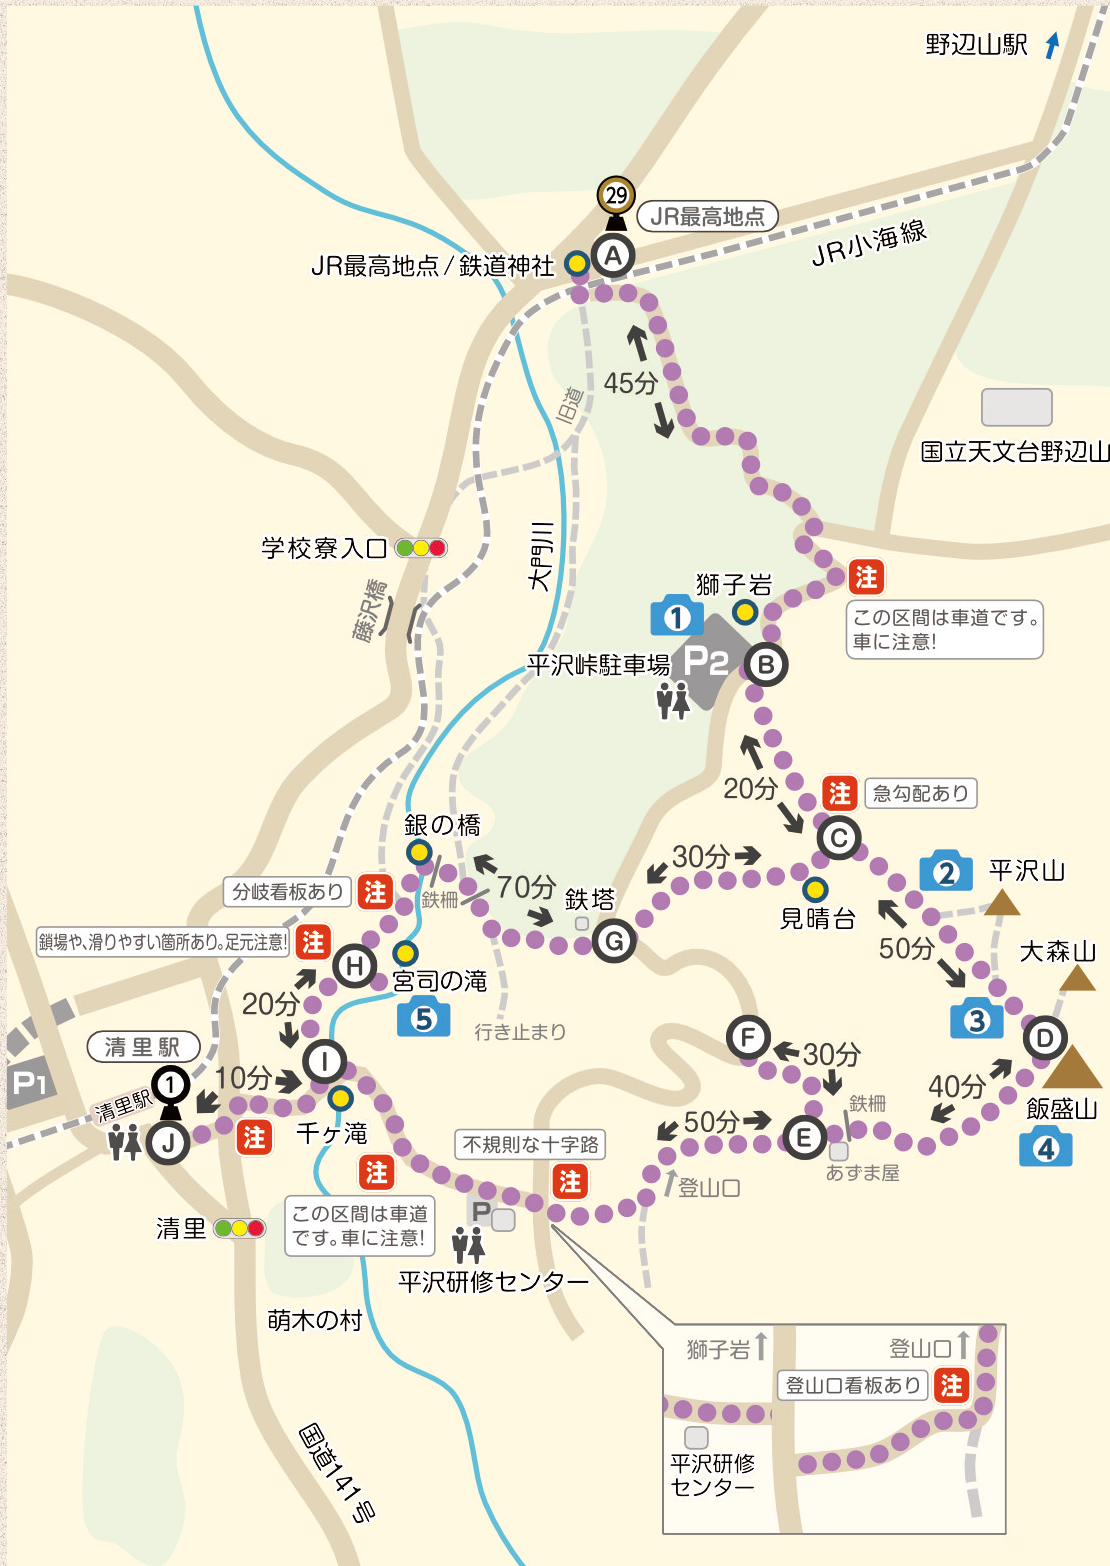 野辺山駅
29
JR最高地点
A
JR最高地点/鉄道神社
JR小海線
45分
旧道
国立天文台野辺山
学校寮入口
大門川
藤沢橋
獅子岩
注
この区間は車道です。
車に注意!
1
平沢峠駐車場
P2
B
20分
注
急勾配あり
C
銀の橋
30分
2
平沢山
分岐看板あり
注
鉄柵
70分
鉄塔
見晴台
鎖場や、滑りやすい箇所あり。足元注意!
注
H
G
50分
大森山
宮司の滝
20分
5
行き止まり
3
F
D
清里駅
I
30分
P1
1
10分
40分
清里駅
鉄柵
飯盛山
J
注
千ヶ滝
50分
E
4
不規則な十字路
注
注
あずま屋
登山口
この区間は車道
です。車に注意!
P
清里
平沢研修センター
萌木の村
獅子岩
登山口
登山口看板あり
注
平沢研修
センター
国道141号